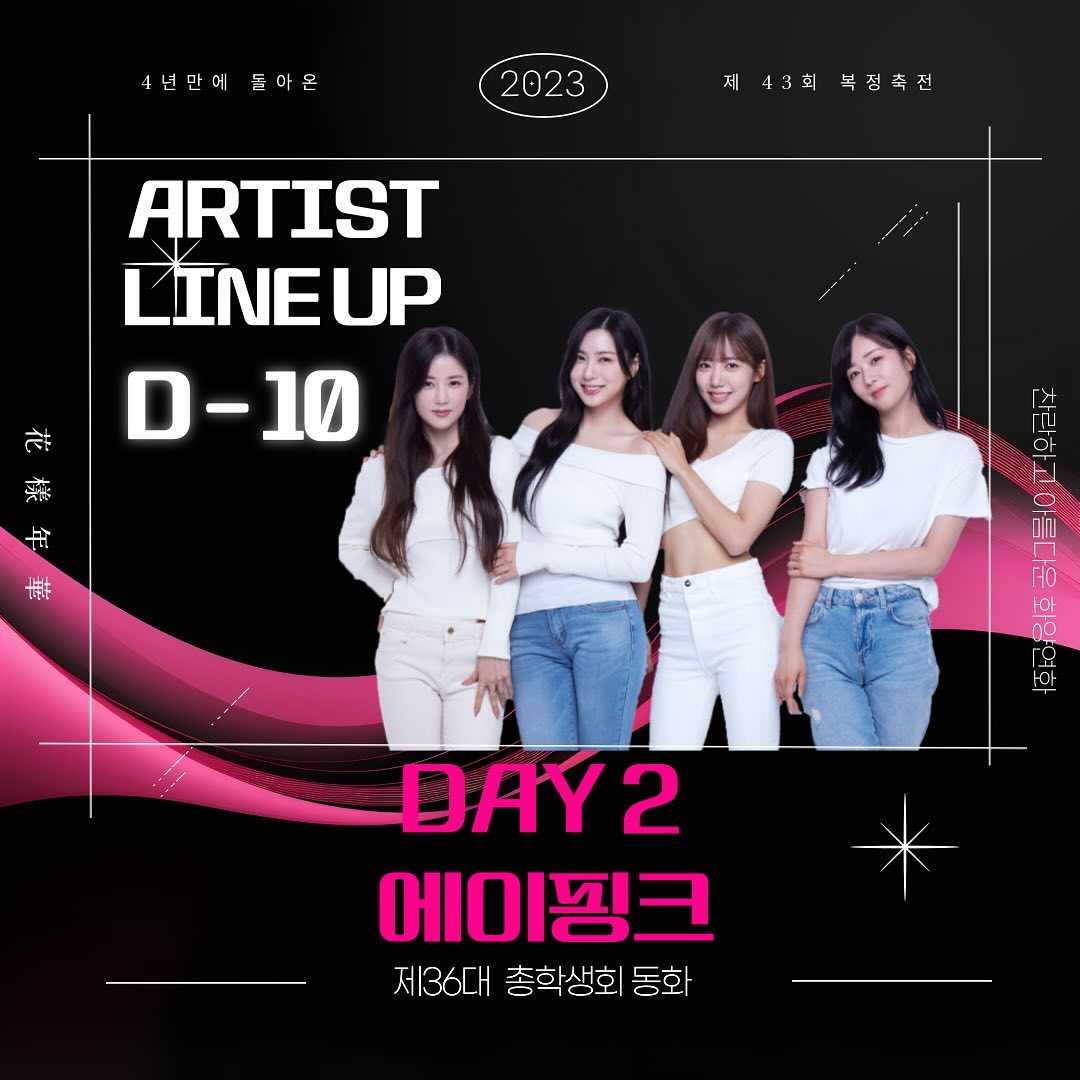 4년만에 돌아온
2023
제 43회 복정축전
ARTIST
LINE UP
D-10
花樣年華
찬란하고 아름다운 화양연화
DAY 2
에이핑크
제36대 총학생회 동화